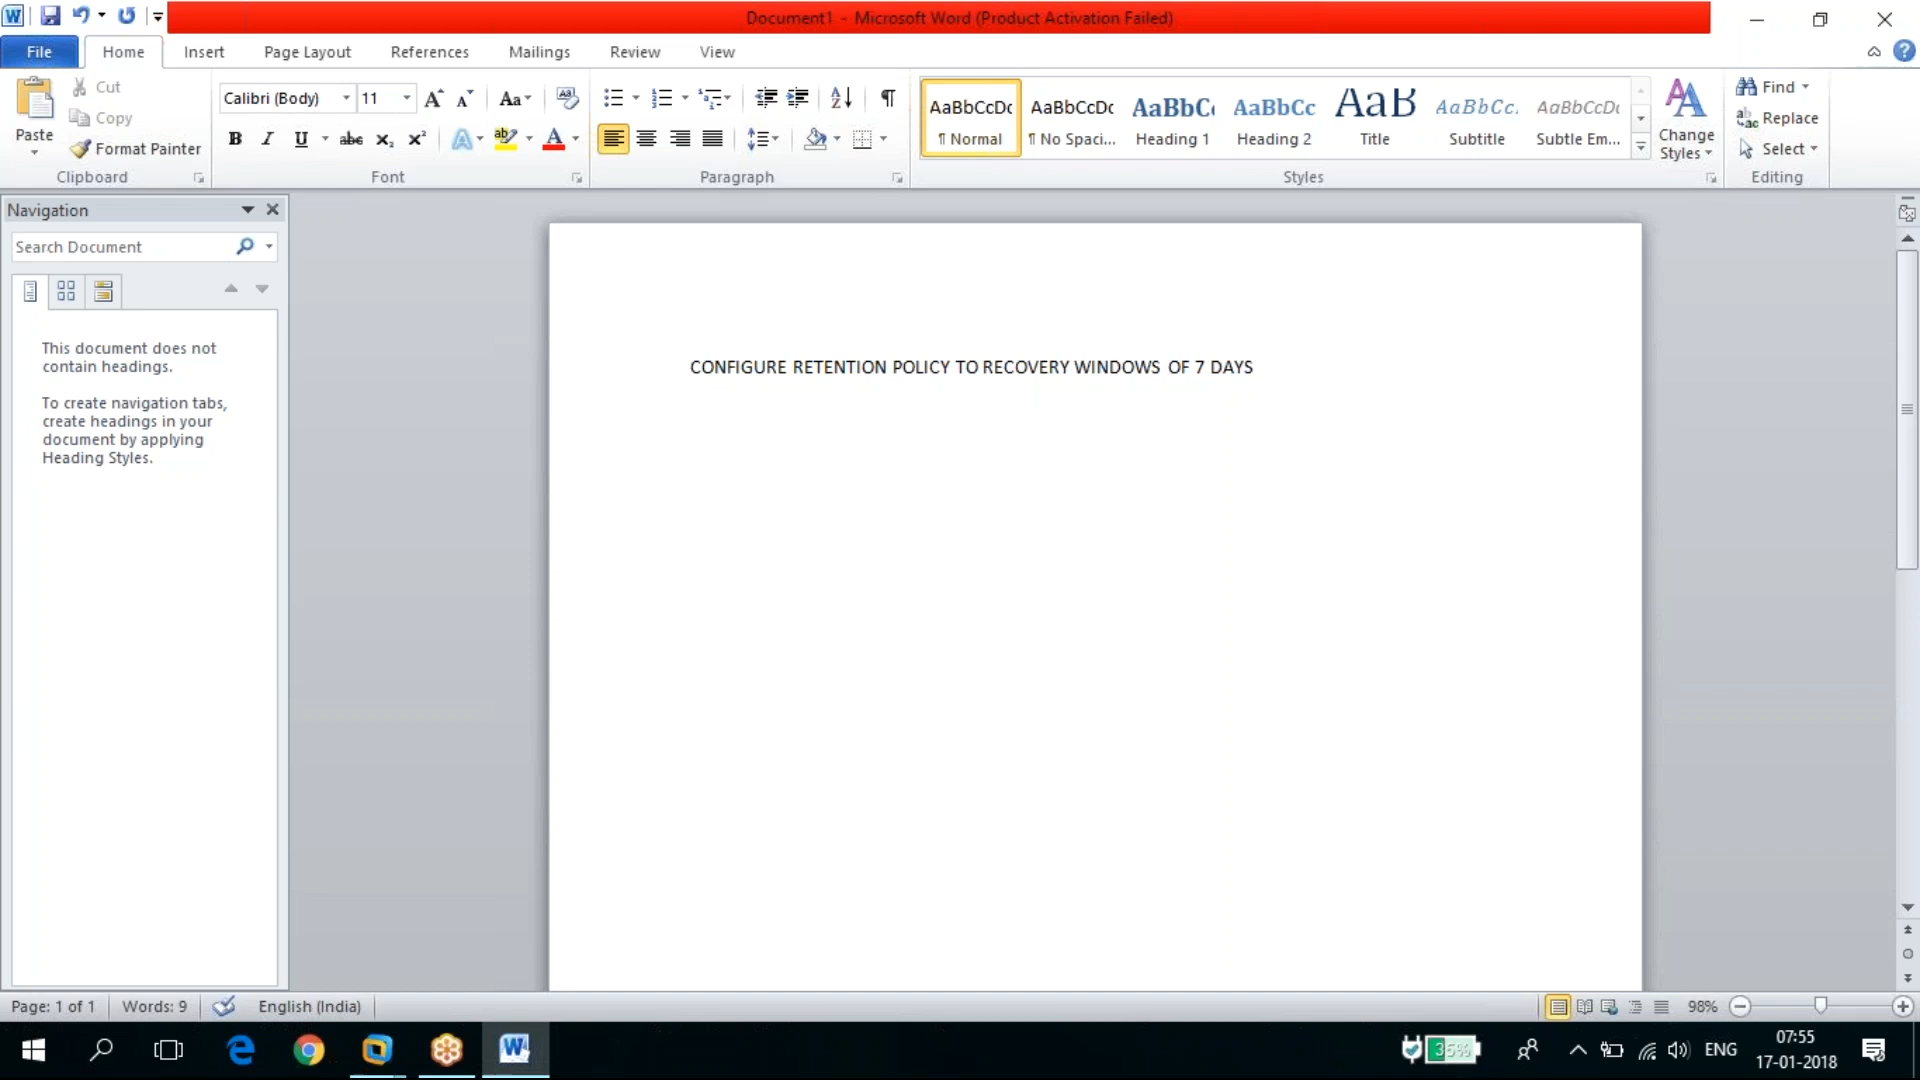 Document1 - Microsoft Word (Product Activation Failed)
File Home Insert Page Layout References Mailings Review View
Paste
Cut
Copy
Format Painter
Clipboard
Calibri (Body) 11
Font
Paragraph
AaBbCcDc AaBbCcDc AaBbC AaBbCc AaB AaBbCc. AaBbCcDc
¶ Normal ¶ No Spaci... Heading 1 Heading 2 Title Subtitle Subtle Em...
Styles
Change
Styles
Find
Replace
Select
Editing
Navigation
Search Document
This document does not
contain headings.
To create navigation tabs,
create headings in your
document by applying
Heading Styles.
CONFIGURE RETENTION POLICY TO RECOVERY WINDOWS OF 7 DAYS
Page: 1 of 1 Words: 9 English (India) 98%
35% ENG 07:55
17-01-2018